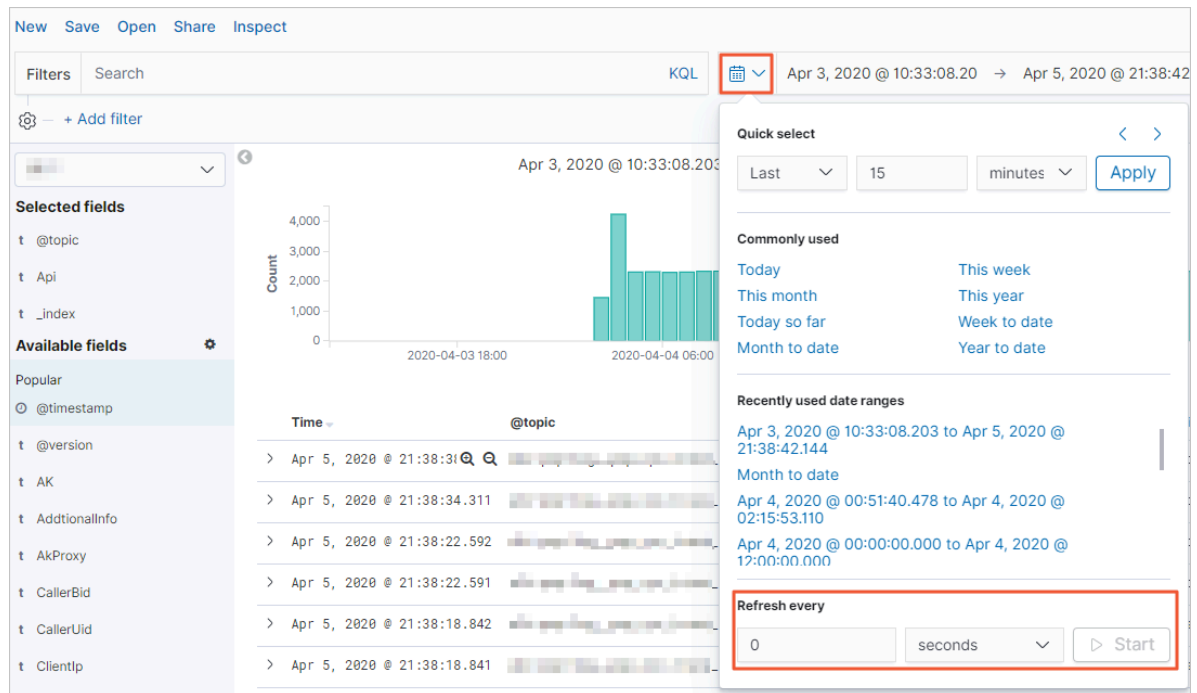 New Save Open Share Inspect
Filters Search KQL Apr 3, 2020 @ 10:33:08.20 → Apr 5, 2020 @ 21:38:42
+ Add filter
Selected fields
t @topic
t Api
t _index
Available fields
Popular
@timestamp
t @version
t AK
t AddtionalInfo
t AkProxy
t CallerBid
t CallerUid
t ClientIp
Apr 3, 2020 @ 10:33:08.203
Count
4,000
3,000
2,000
1,000
0
2020-04-03 18:00 2020-04-04 06:00
Time @topic
Apr 5, 2020 @ 21:38:38
Apr 5, 2020 @ 21:38:34.311
Apr 5, 2020 @ 21:38:22.592
Apr 5, 2020 @ 21:38:22.591
Apr 5, 2020 @ 21:38:18.842
Apr 5, 2020 @ 21:38:18.841
Quick select
Last 15 minutes Apply
Commonly used
Today This week
This month This year
Today so far Week to date
Month to date Year to date
Recently used date ranges
Apr 3, 2020 @ 10:33:08.203 to Apr 5, 2020 @
21:38:42.144
Month to date
Apr 4, 2020 @ 00:51:40.478 to Apr 4, 2020 @
02:15:53.110
Apr 4, 2020 @ 00:00:00.000 to Apr 4, 2020 @
12:00:00.000
Refresh every
0 seconds Start